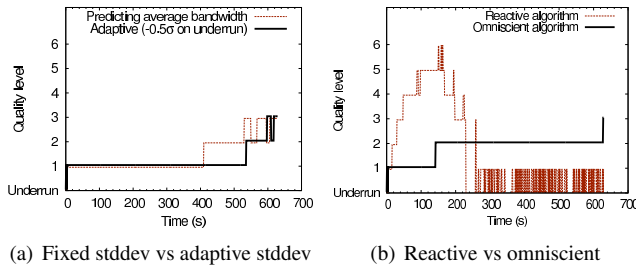 Predicting average bandwidth
Adaptive (-0.5σ on underrun)
Quality level
6
5
4
3
2
1
Underrun
0 100 200 300 400 500 600 700
Time (s)
(a) Fixed stddev vs adaptive stddev
Reactive algorithm
Omniscient algorithm
Quality level
6
5
4
3
2
1
Underrun
0 100 200 300 400 500 600 700
Time (s)
(b) Reactive vs omniscient